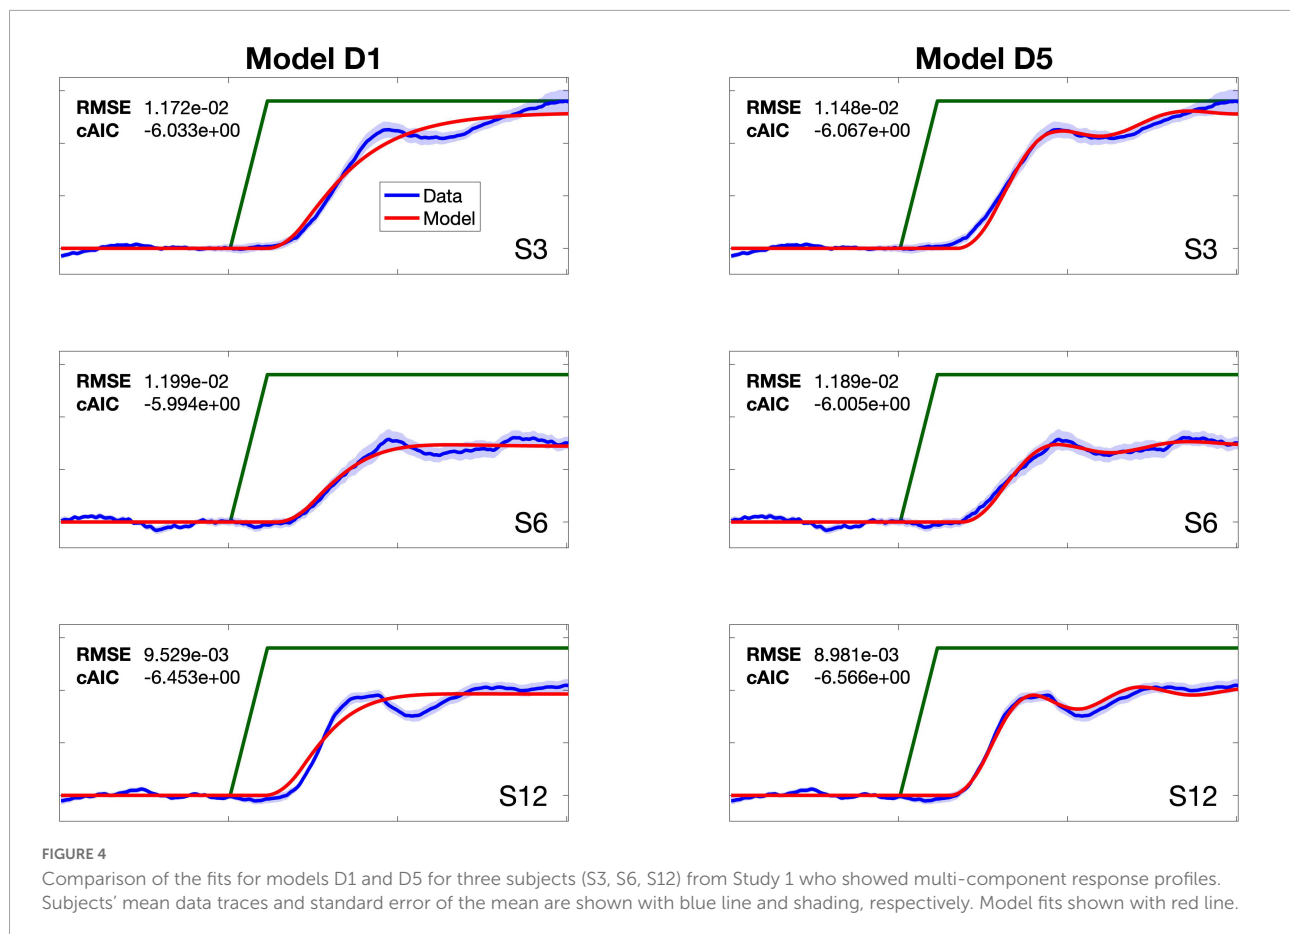 Model D1
Model D5
RMSE 1.172e-02
cAIC -6.033e+00
Data
Model
S3
RMSE 1.148e-02
cAIC -6.067e+00
S3
RMSE 1.199e-02
cAIC -5.994e+00
S6
RMSE 1.189e-02
cAIC -6.005e+00
S6
RMSE 9.529e-03
cAIC -6.453e+00
S12
RMSE 8.981e-03
cAIC -6.566e+00
S12
FIGURE 4
Comparison of the fits for models D1 and D5 for three subjects (S3, S6, S12) from Study 1 who showed multi-component response profiles.
Subjects’ mean data traces and standard error of the mean are shown with blue line and shading, respectively. Model fits shown with red line.